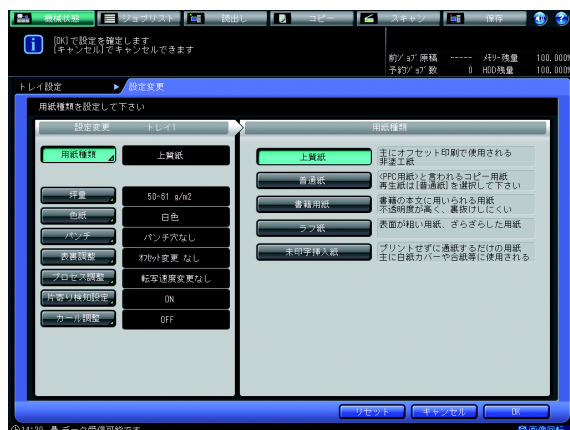 機械状態 ジョブリスト 読出し コピー スキャン 保存
[OK]で設定を確定します
[キャンセル]でキャンセルできます
前ジョブ原稿 ----- メモリー残量 100.000%
予約ジョブ数 0 HDD残量 100.000%
トレイ設定 ▶ 設定変更
用紙種類を設定して下さい
設定変更 トレイ1
用紙種類 上質紙
坪量 50-61 g/m2
色紙 白色
パンチ パンチ穴なし
表裏調整 オフセット変更 なし
プロセス調整 転写速度変更なし
片寄り検知設定 ON
カール調整 OFF
用紙種類
上質紙 主にオフセット印刷で使用される
非塗工紙
普通紙 <PPC用紙>と言われるコピー用紙
再生紙は[普通紙]を選択して下さい
書籍用紙 書籍の本文に用いられる用紙
不透明度が高く、裏抜けしにくい
ラフ紙 表面が粗い用紙、ざらざらした用紙
未印字挿入紙 プリントせずに通紙するだけの用紙
主に白紙カバーや合紙等に使用される
リセット キャンセル OK
14:30 データ受信可能です 画像回転